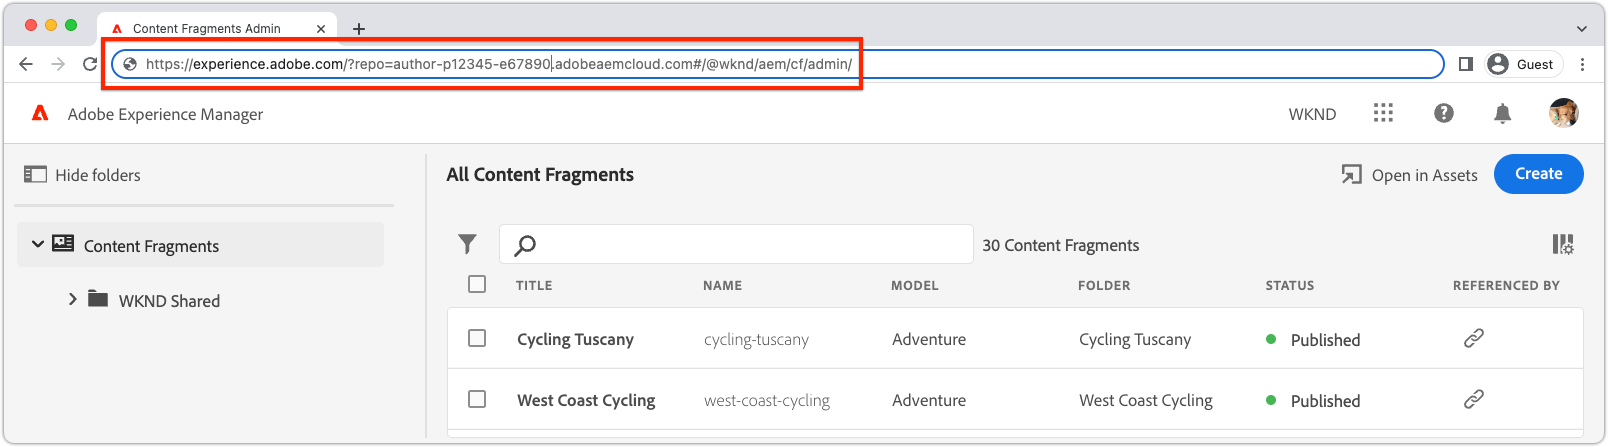 Content Fragments Admin
https://experience.adobe.com/?repo=author-p12345-e67890.adobeaemcloud.com#/@wknd/aem/cf/admin/
Guest
Adobe Experience Manager
WKND
Hide folders
All Content Fragments
Open in Assets
Create
Content Fragments
30 Content Fragments
WKND Shared
TITLE NAME MODEL FOLDER STATUS REFERENCED BY
Cycling Tuscany cycling-tuscany Adventure Cycling Tuscany Published
West Coast Cycling west-coast-cycling Adventure West Coast Cycling Published